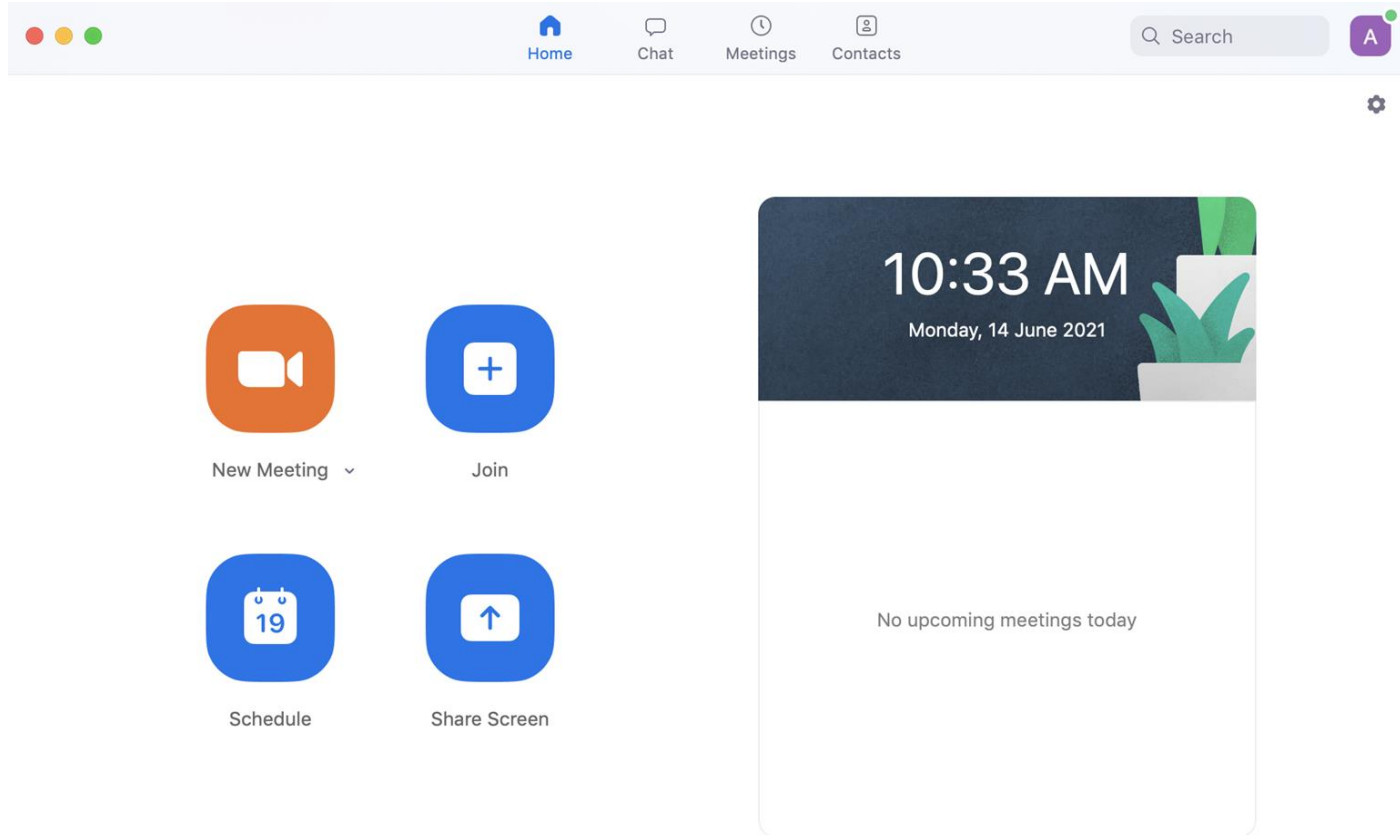 Home
Chat
Meetings
Contacts
Search
A
10:33 AM
Monday, 14 June 2021
New Meeting
Join
19
Schedule
Share Screen
No upcoming meetings today